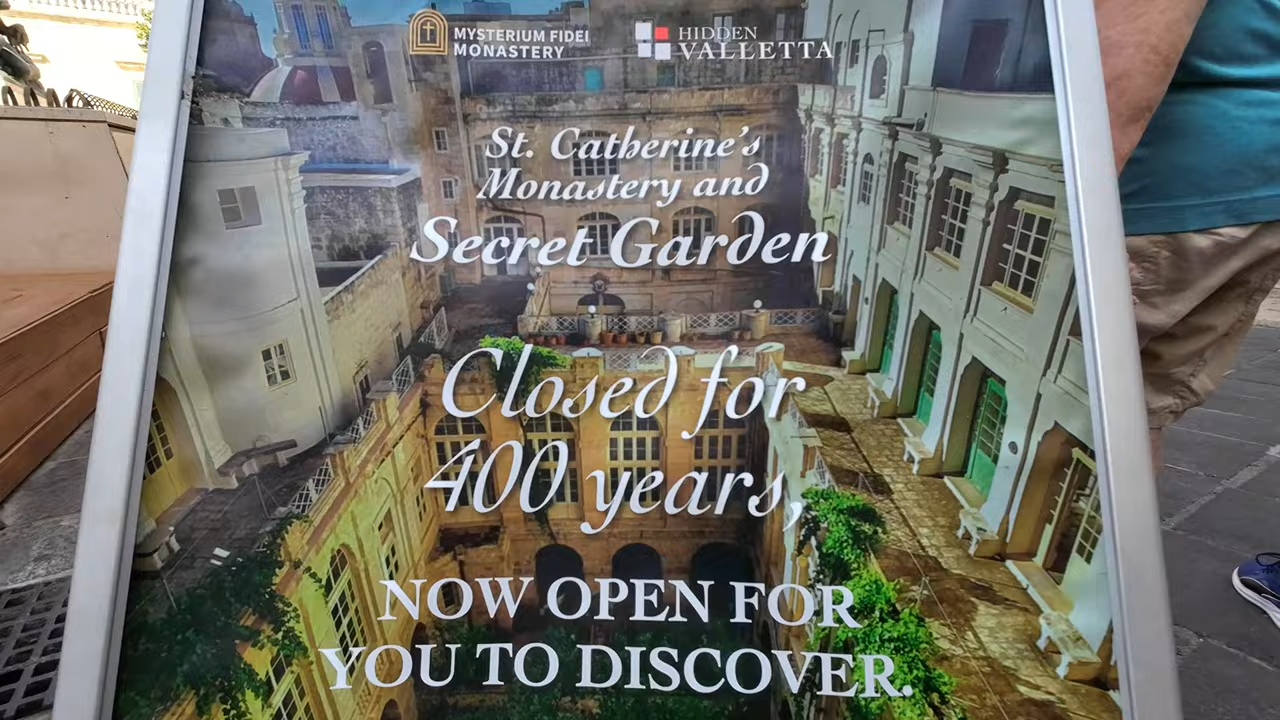 MYSTERIUM FIDEI
MONASTERY
HIDDEN
VALLETTA
St. Catherine's
Monastery and
Secret Garden
Closed for
400 years,
NOW OPEN FOR
YOU TO DISCOVER.